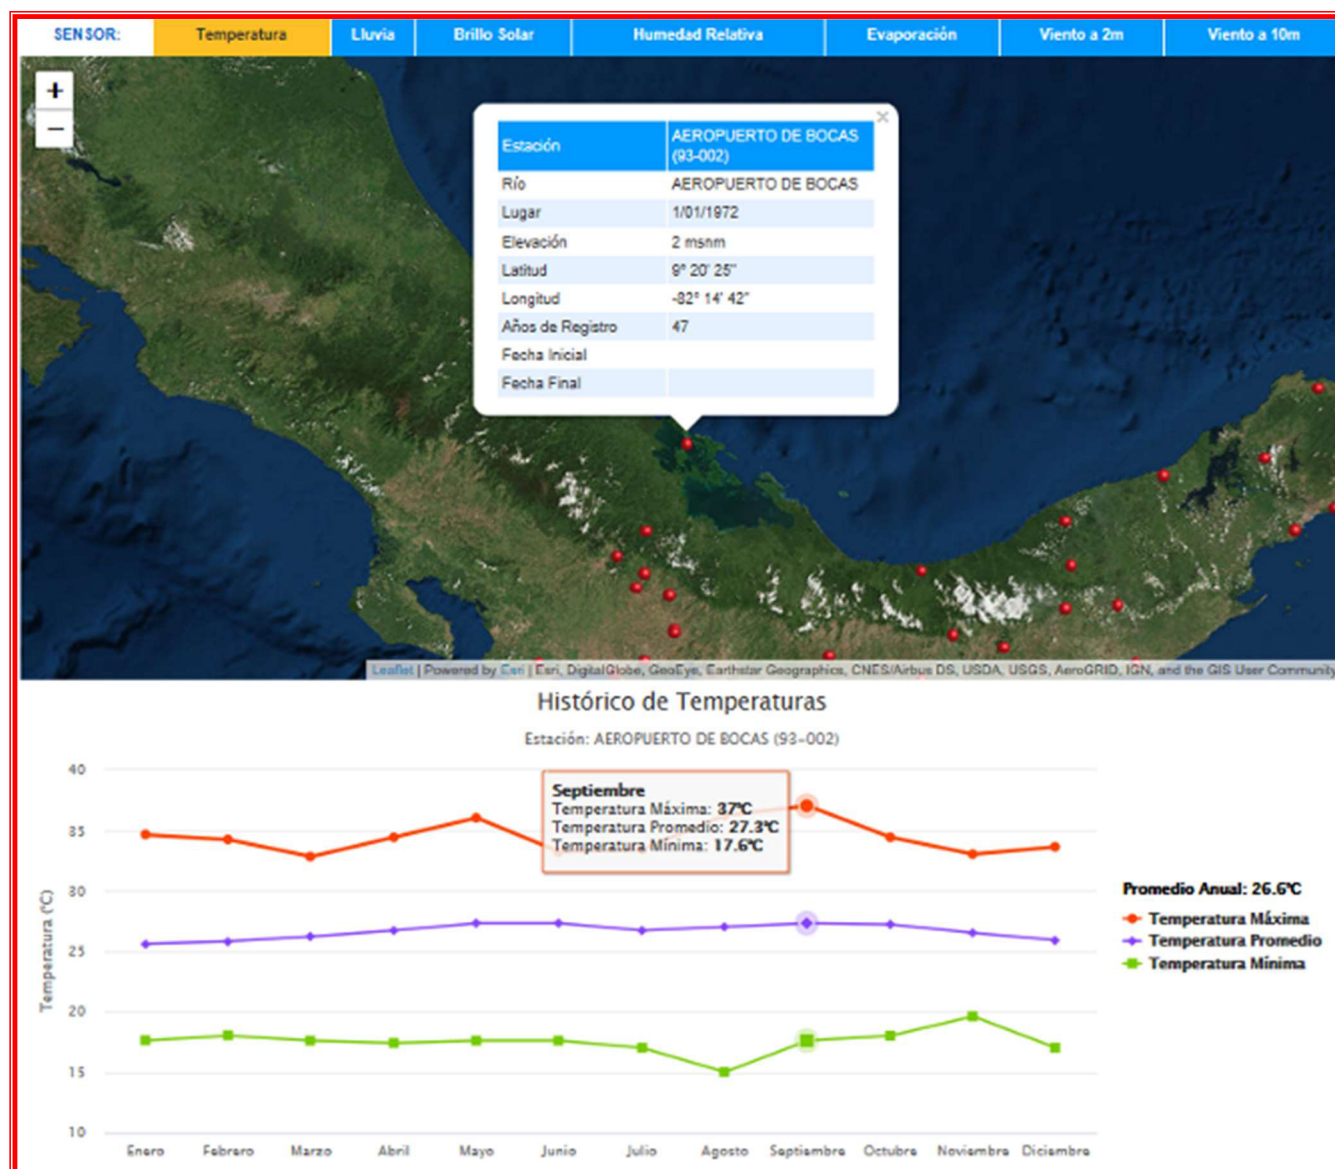 SENSOR: Temperatura Lluvia Brillo Solar Humedad Relativa Evaporación Viento a 2m Viento a 10m
+
−
×
Estación AEROPUERTO DE BOCAS (93-002)
Río AEROPUERTO DE BOCAS
Lugar 1/01/1972
Elevación 2 msnm
Latitud 9° 20' 25"
Longitud -82° 14' 42"
Años de Registro 47
Fecha Inicial
Fecha Final
Leaflet | Powered by Esri | Esri, DigitalGlobe, GeoEye, Earthstar Geographics, CNES/Airbus DS, USDA, USGS, AeroGRID, IGN, and the GIS User Community
Histórico de Temperaturas
Estación: AEROPUERTO DE BOCAS (93-002)
Temperatura (°C)
40
35
30
25
20
15
10
Septiembre
Temperatura Máxima: 37°C
Temperatura Promedio: 27.3°C
Temperatura Mínima: 17.6°C
Promedio Anual: 26.6°C
Temperatura Máxima
Temperatura Promedio
Temperatura Mínima
Enero Febrero Marzo Abril Mayo Junio Julio Agosto Septiembre Octubre Noviembre Diciembre